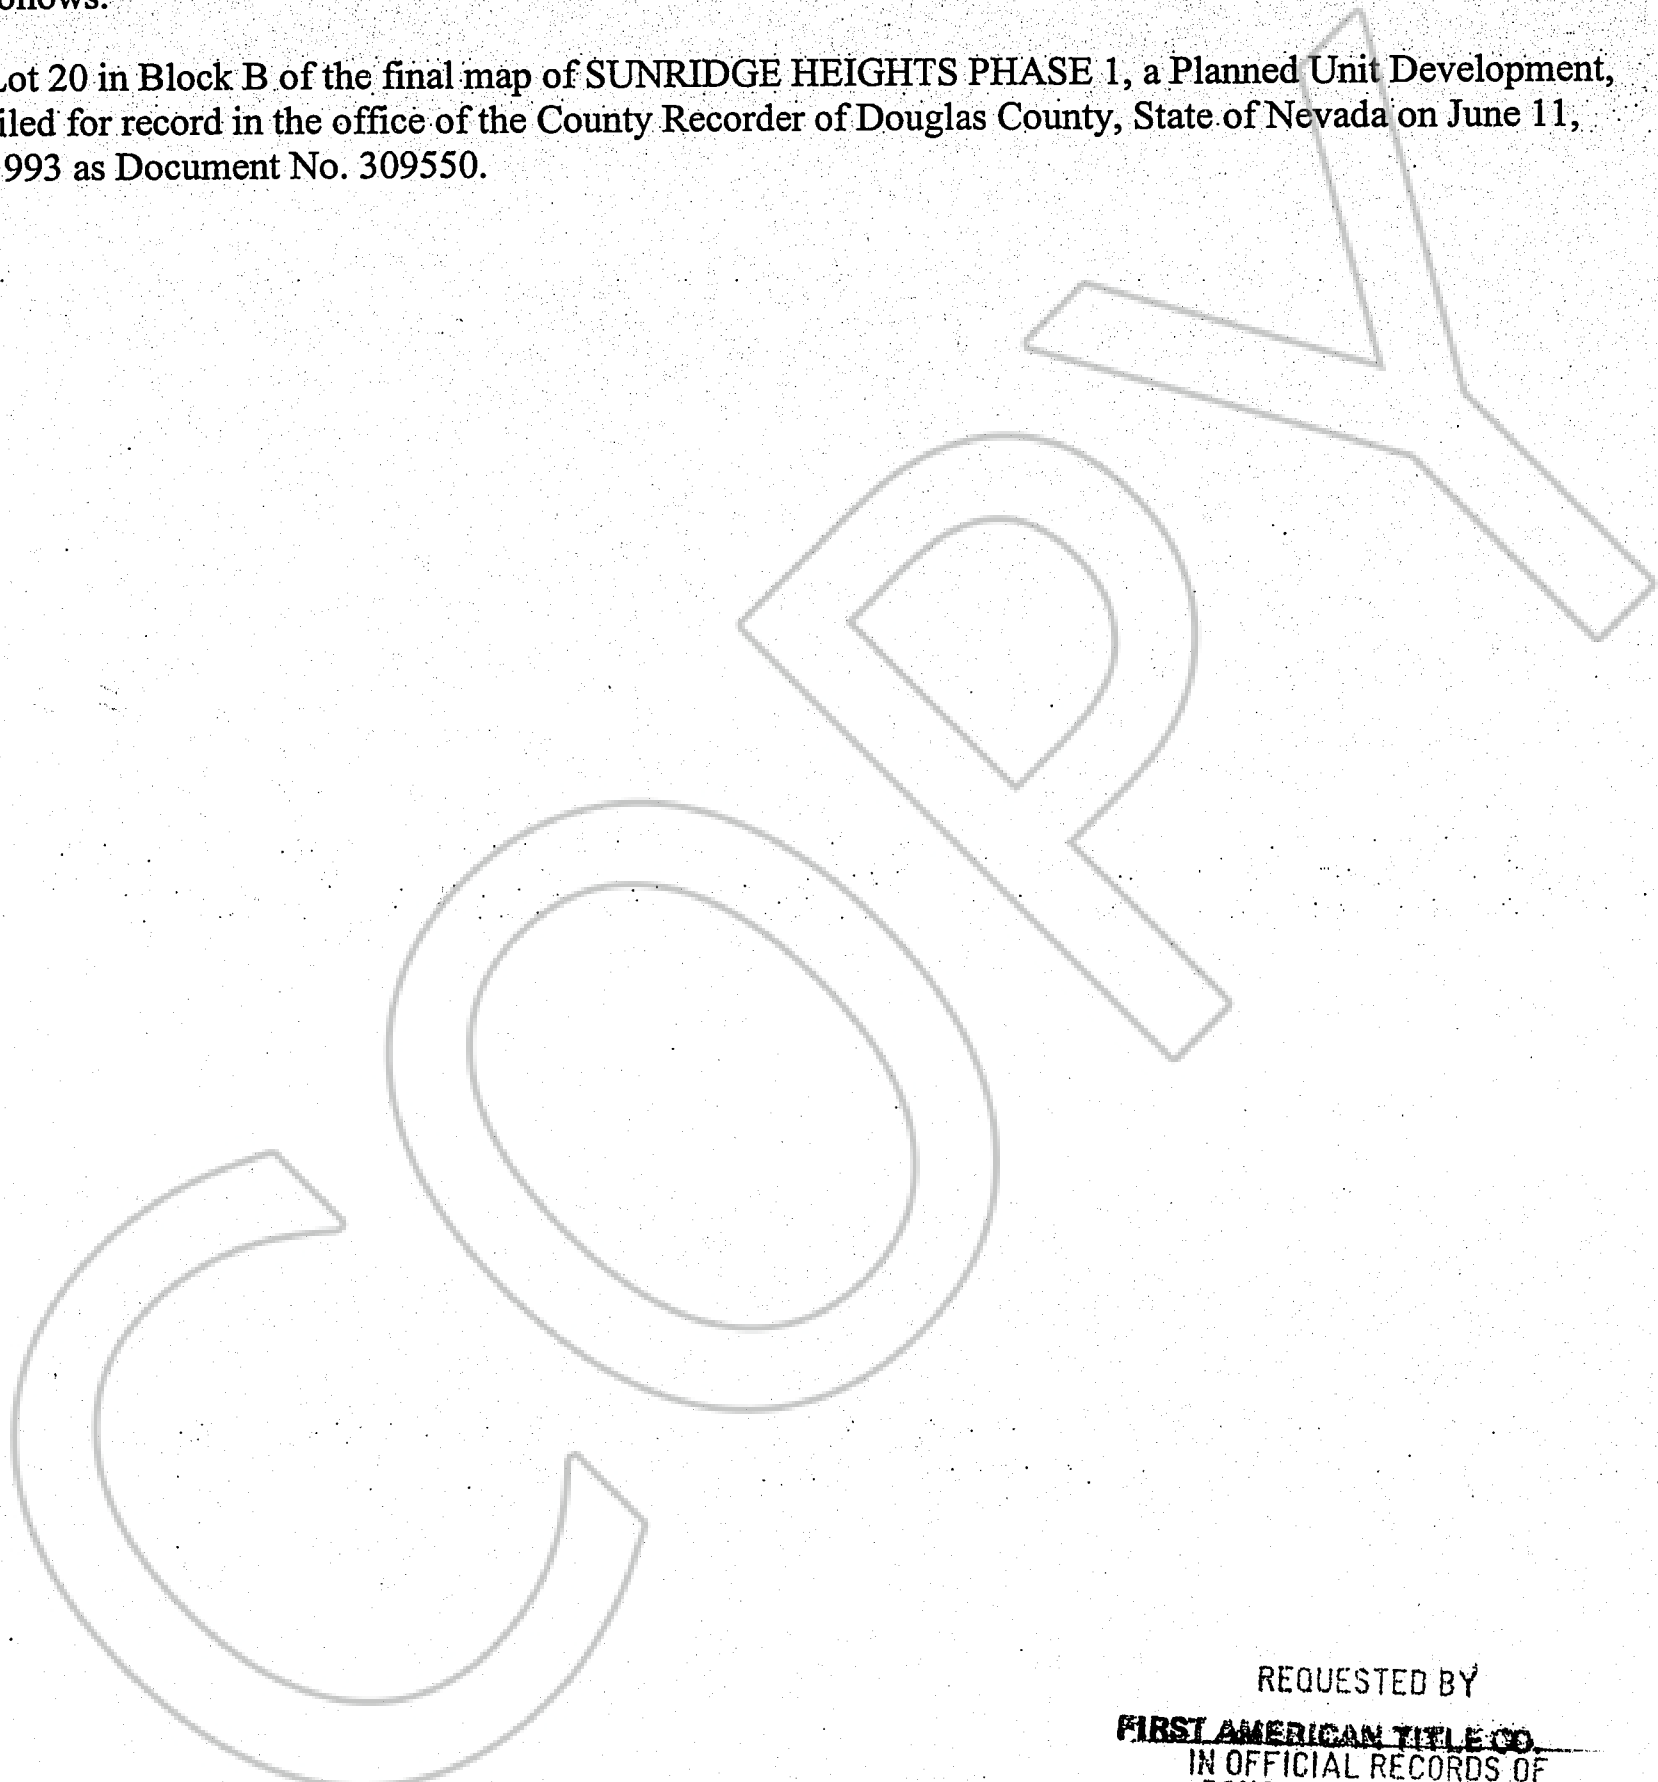 ollows:
Lot 20 in Block B of the final map of SUNRIDGE HEIGHTS PHASE 1, a Planned Unit Development,
iled for record in the office of the County Recorder of Douglas County, State of Nevada on June 11,
993 as Document No. 309550.
COPY
REQUESTED BY
FIRST AMERICAN TITLE CO.
IN OFFICIAL RECORDS OF